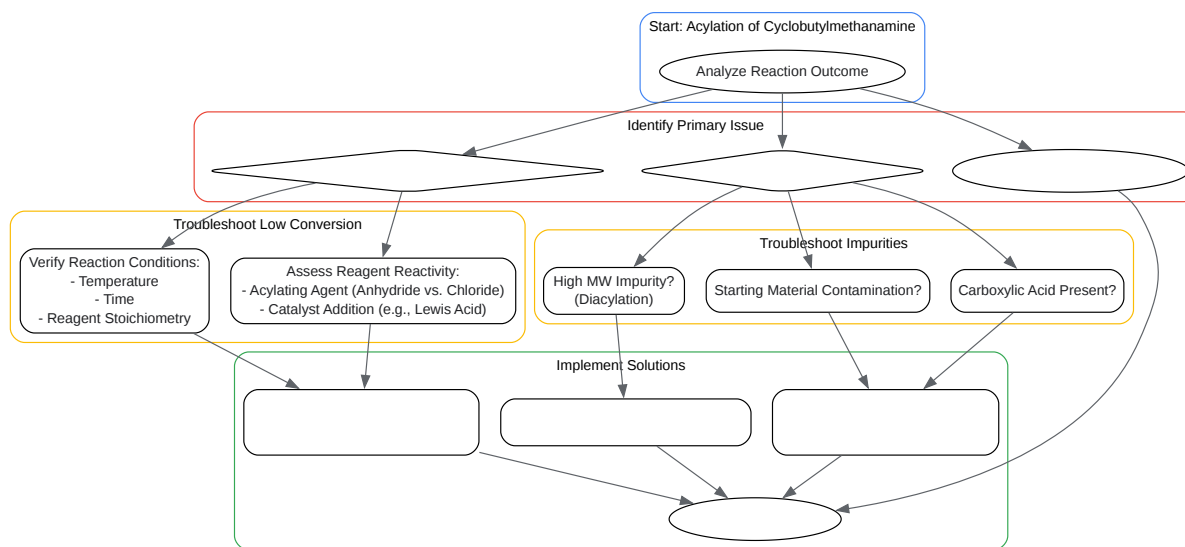 Start: Acylation of Cyclobutylmethanamine
Analyze Reaction Outcome
Identify Primary Issue
Troubleshoot Low Conversion
Verify Reaction Conditions:
- Temperature
- Time
- Reagent Stoichiometry
Assess Reagent Reactivity:
- Acylating Agent (Anhydride vs. Chloride)
- Catalyst Addition (e.g., Lewis Acid)
Troubleshoot Impurities
High MW Impurity?
(Diacylation)
Starting Material Contamination?
Carboxylic Acid Present?
Implement Solutions